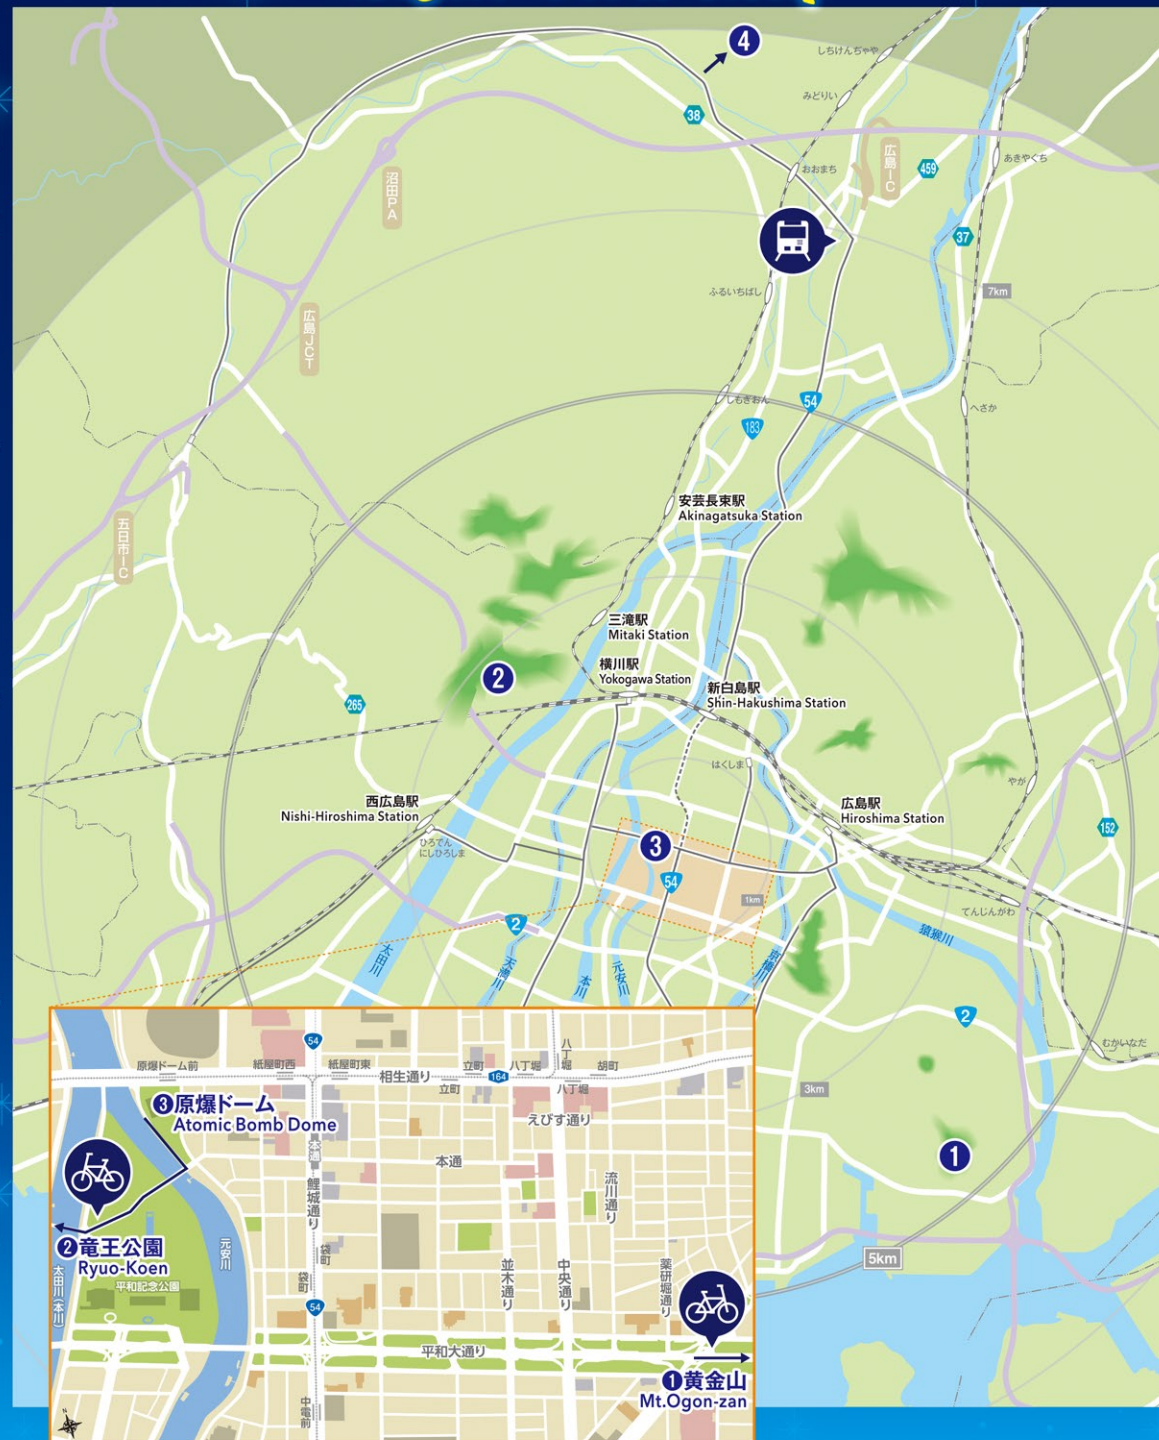 4
しちけんぢゃや
みどりい
38
おおまち
広島IC
459
あきやぐち
沼田PA
37
7km
ふるいちばし
広島JCT
しもぎおん
54
183
へさか
安芸長束駅
Akinagatsuka Station
五日市IC
三滝駅
Mitaki Station
2
横川駅
Yokogawa Station
新白島駅
Shin-Hakushima Station
265
はくしま
やが
西広島駅
Nishi-Hiroshima Station
ひろでん
にしひろしま
広島駅
Hiroshima Station
152
3
54
1km
てんじんがわ
2
太田川
天満川
本川
元安川
京橋川
猿猴川
2
むかいなだ
3km
1
5km
54
原爆ドーム前
紙屋町西
紙屋町東
相生通り
立町
立町
164
八丁堀
八丁堀
八丁堀
胡町
えびす通り
3原爆ドーム
Atomic Bomb Dome
本通
本通
鯉城通り
流川通り
2竜王公園
Ryuo-Koen
平和記念公園
元安川
太田川(本川)
袋町
袋町
54
並木通り
中央通り
薬研堀通り
平和大通り
1黄金山
Mt.Ogon-zan
中電前
N